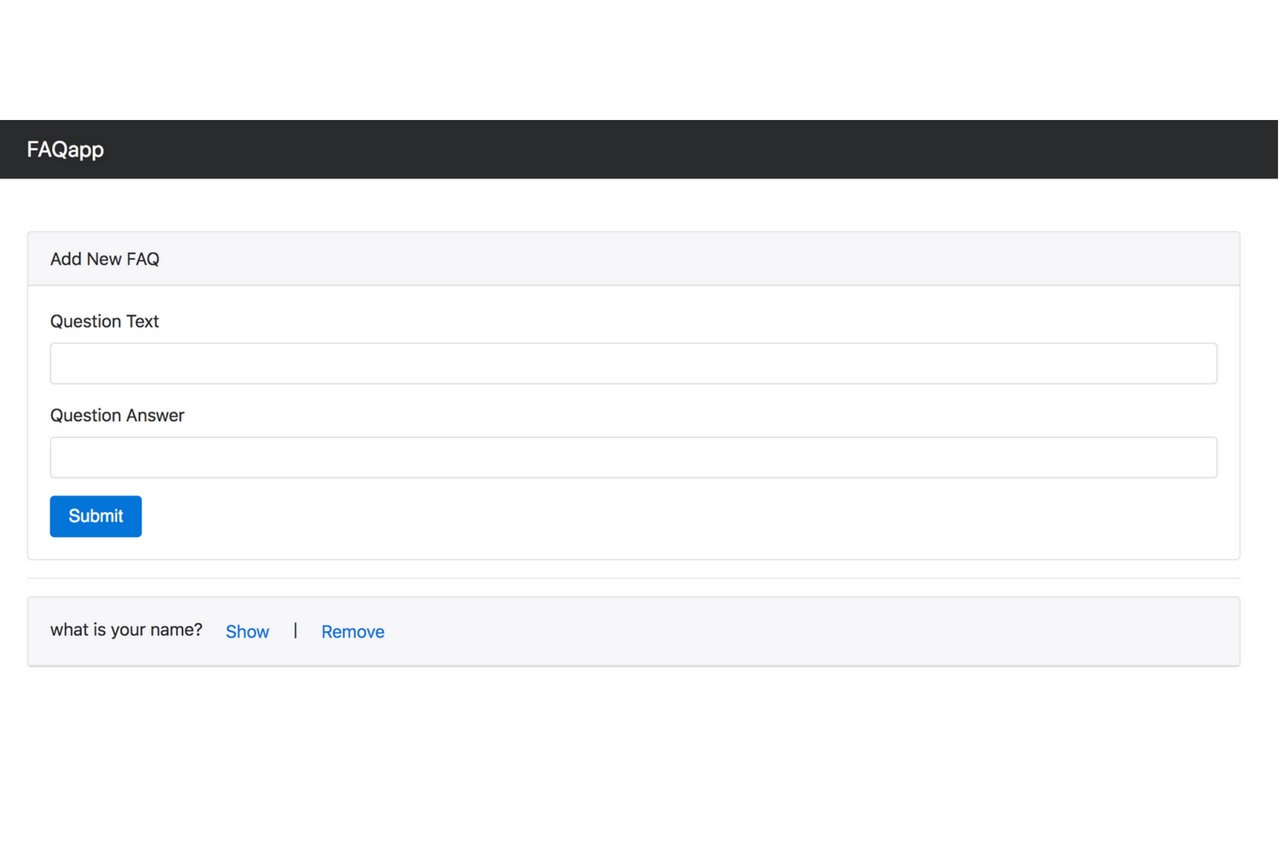 FAQapp
Add New FAQ
Question Text
Question Answer
Submit
what is your name? Show | Remove